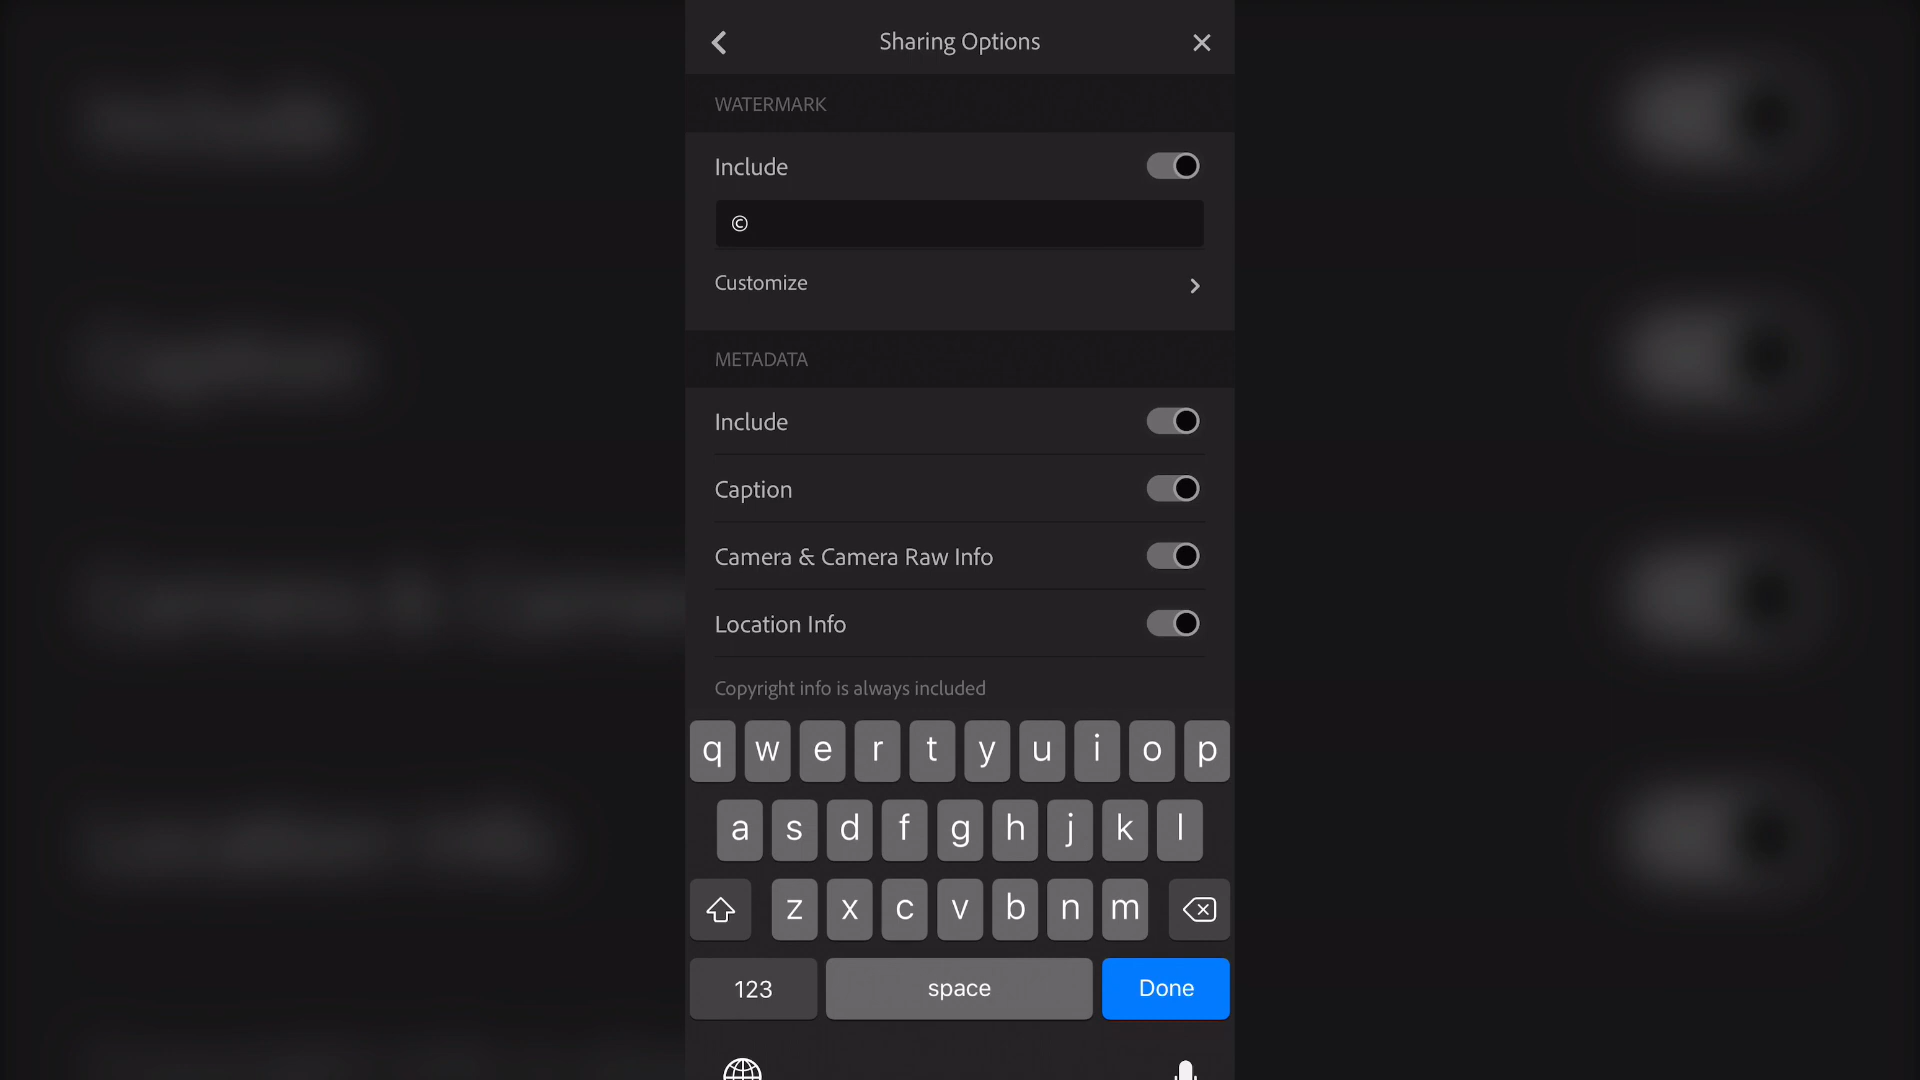 Sharing Options
WATERMARK
Include
©
Customize
METADATA
Include
Caption
Camera & Camera Raw Info
Location Info
Copyright info is always included
q w e r t y u i o p
a s d f g h j k l
z x c v b n m
123 space Done